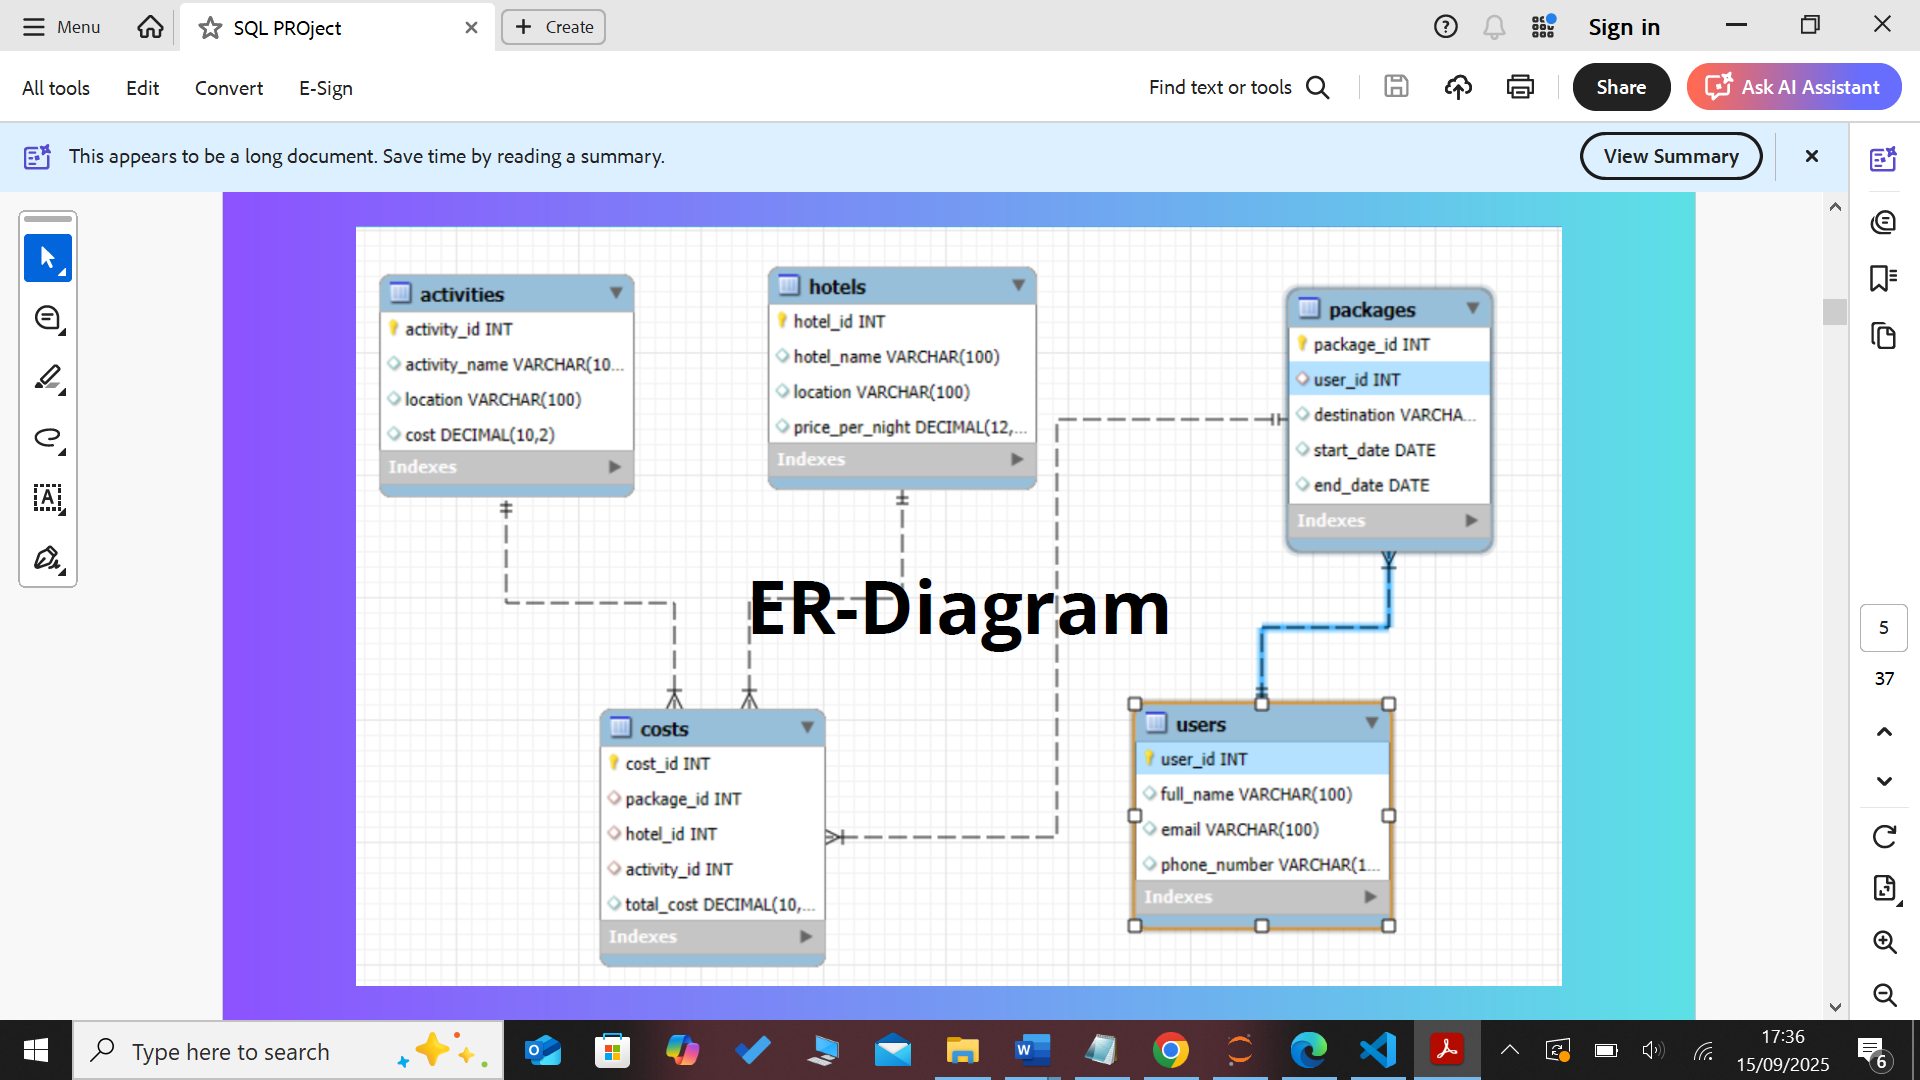 Menu
SQL PROject
Create
Sign in
All tools
Edit
Convert
E-Sign
Find text or tools
Share
Ask AI Assistant
This appears to be a long document. Save time by reading a summary.
View Summary
activities
activity_id INT
activity_name VARCHAR(10...
location VARCHAR(100)
cost DECIMAL(10,2)
Indexes
hotels
hotel_id INT
hotel_name VARCHAR(100)
location VARCHAR(100)
price_per_night DECIMAL(12,...
Indexes
packages
package_id INT
user_id INT
destination VARCHA...
start_date DATE
end_date DATE
Indexes
ER-Diagram
costs
cost_id INT
package_id INT
hotel_id INT
activity_id INT
total_cost DECIMAL(10,...
Indexes
users
user_id INT
full_name VARCHAR(100)
email VARCHAR(100)
phone_number VARCHAR(1...
Indexes
5
37
Type here to search
17:36
15/09/2025
6